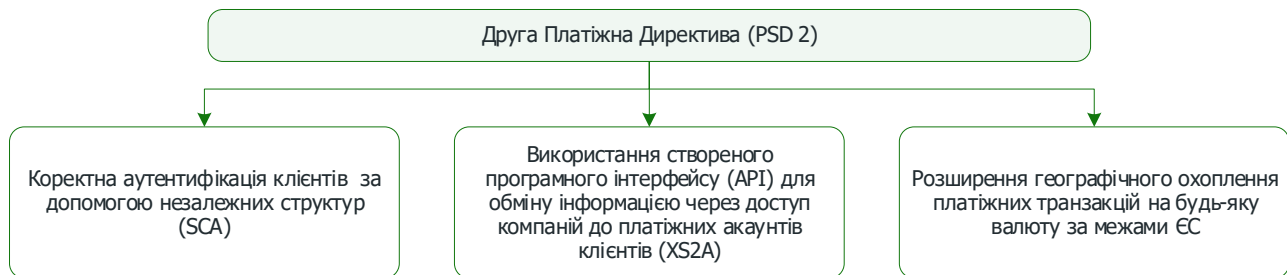 Друга Платіжна Директива (PSD 2)
Коректна аутентифікація клієнтів за
допомогою незалежних структур
(SCA)
Використання створеного
програмного інтерфейсу (API) для
обміну інформацією через доступ
компаній до платіжних акаунтів
клієнтів (XS2A)
Розширення географічного охоплення
платіжних транзакцій на будь-яку
валюту за межами ЄС